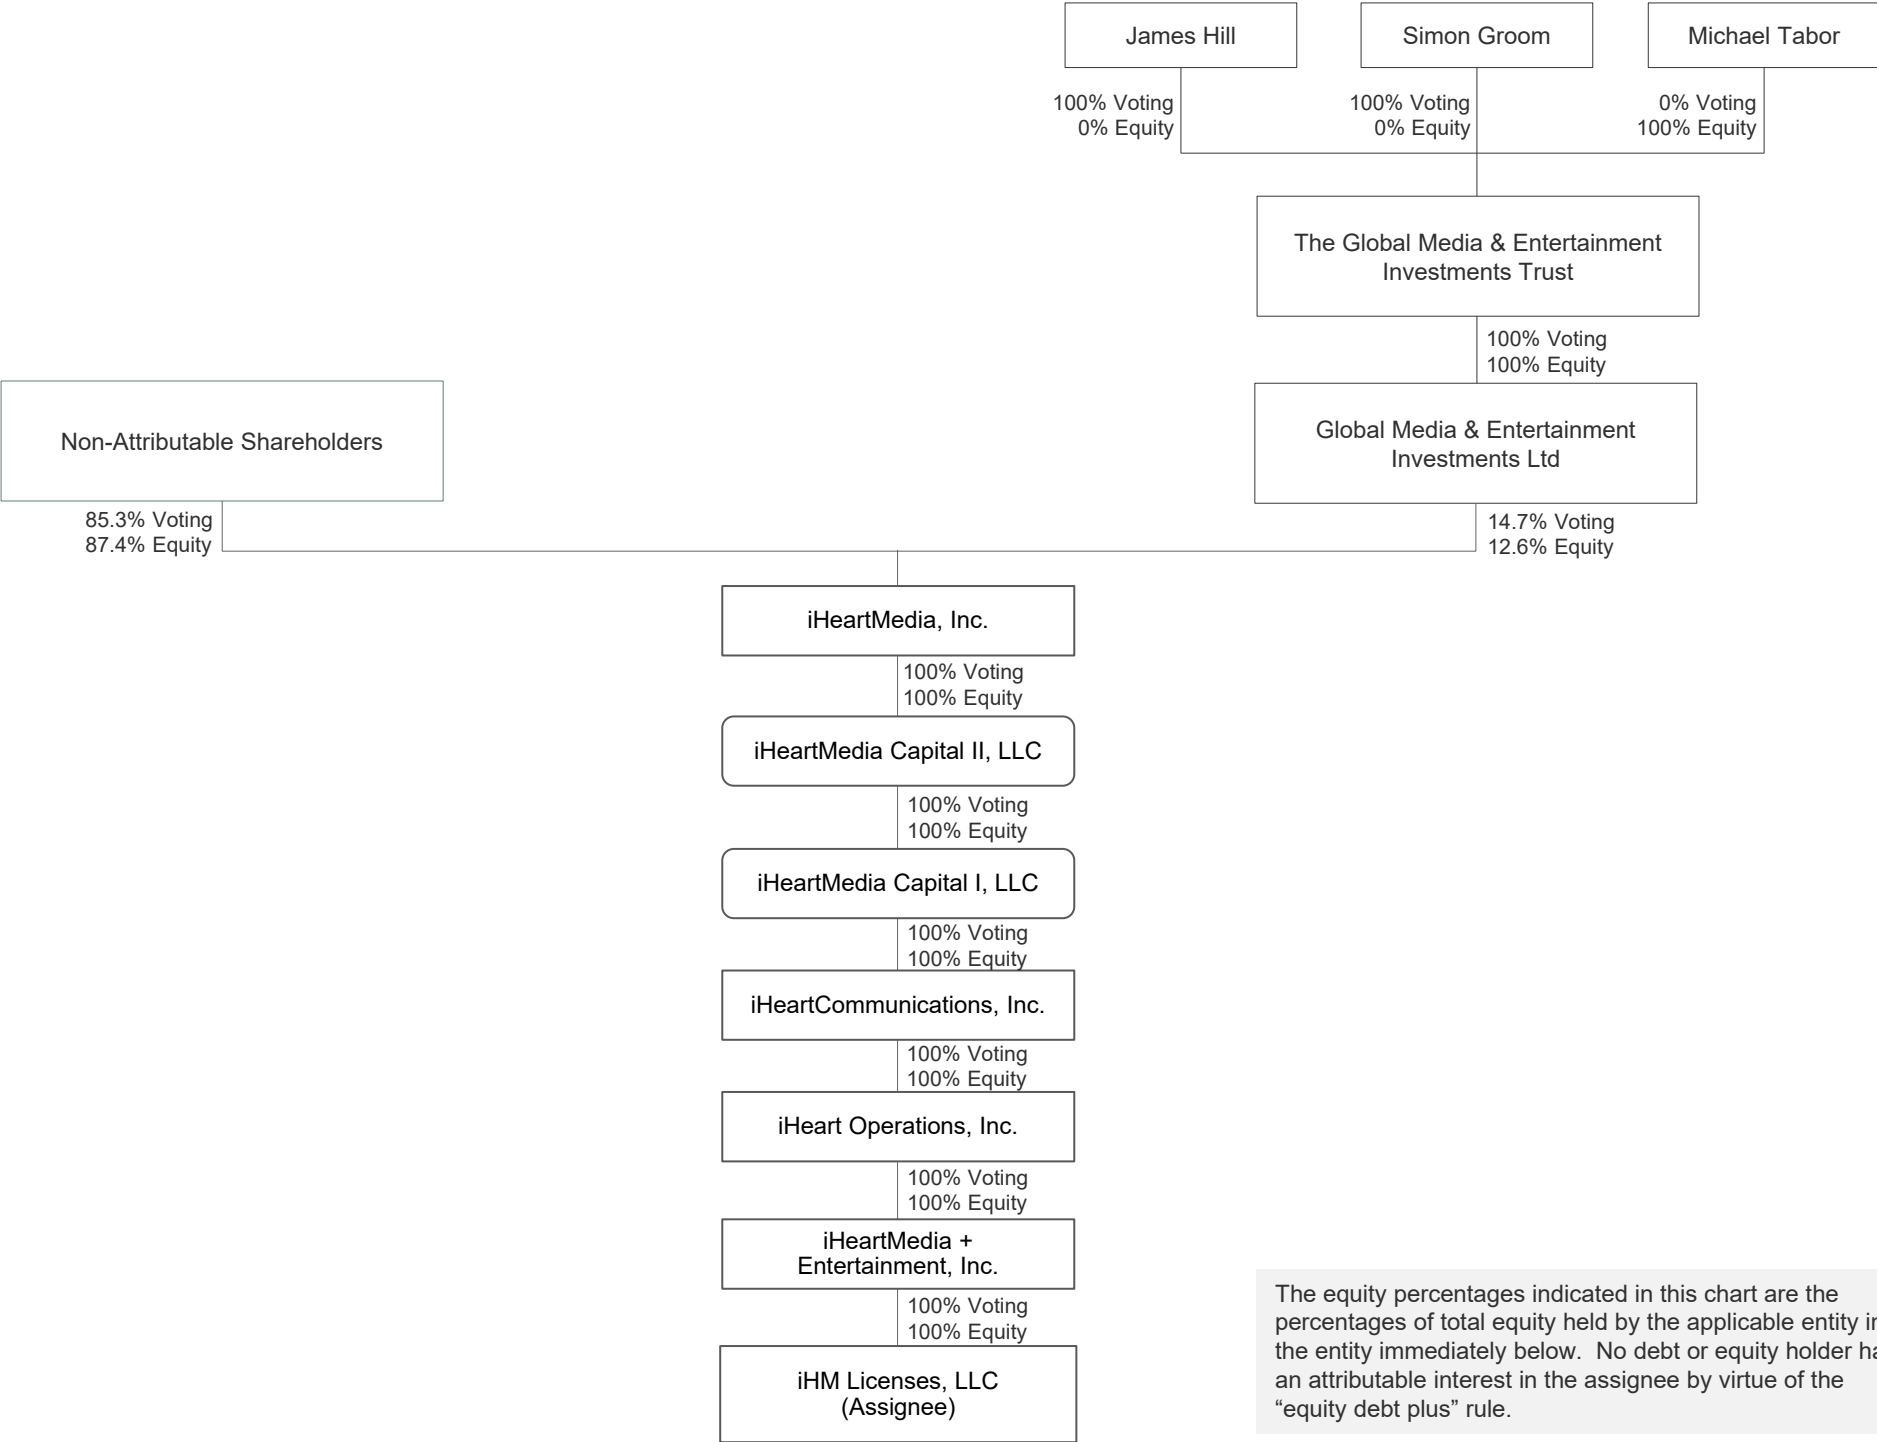 James Hill
Simon Groom
Michael Tabor
100% Voting
0% Equity
100% Voting
0% Equity
0% Voting
100% Equity
The Global Media & Entertainment
Investments Trust
100% Voting
100% Equity
Non-Attributable Shareholders
Global Media & Entertainment
Investments Ltd
85.3% Voting
87.4% Equity
14.7% Voting
12.6% Equity
iHeartMedia, Inc.
100% Voting
100% Equity
iHeartMedia Capital II, LLC
100% Voting
100% Equity
iHeartMedia Capital I, LLC
100% Voting
100% Equity
iHeartCommunications, Inc.
100% Voting
100% Equity
iHeart Operations, Inc.
100% Voting
100% Equity
iHeartMedia +
Entertainment, Inc.
100% Voting
100% Equity
iHM Licenses, LLC
(Assignee)
The equity percentages indicated in this chart are the
percentages of total equity held by the applicable entity
the entity immediately below.  No debt or equity holder
an attributable interest in the assignee by virtue of the
“equity debt plus” rule.